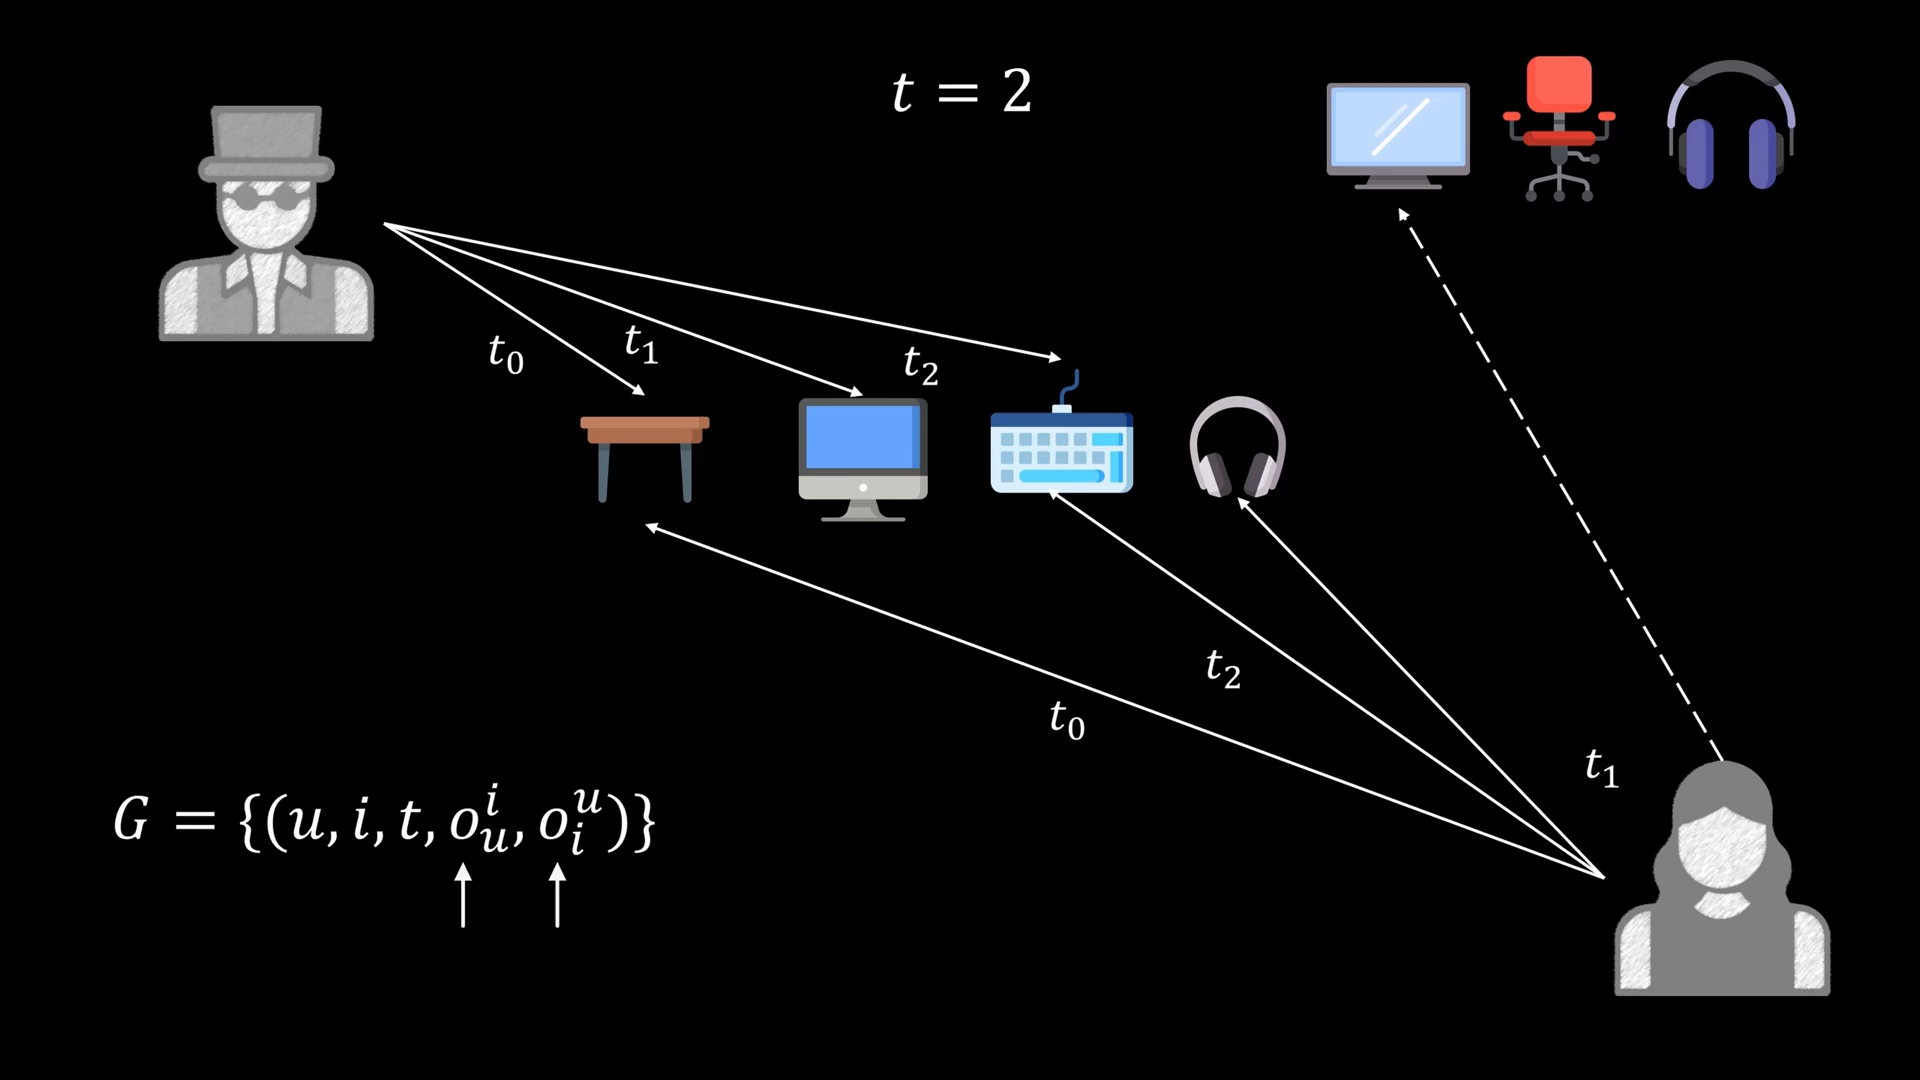 t = 2
t₀
t₁
t₂
t₂
t₀
t₁
G = {(u, i, t, o_u^i, o_i^u)}